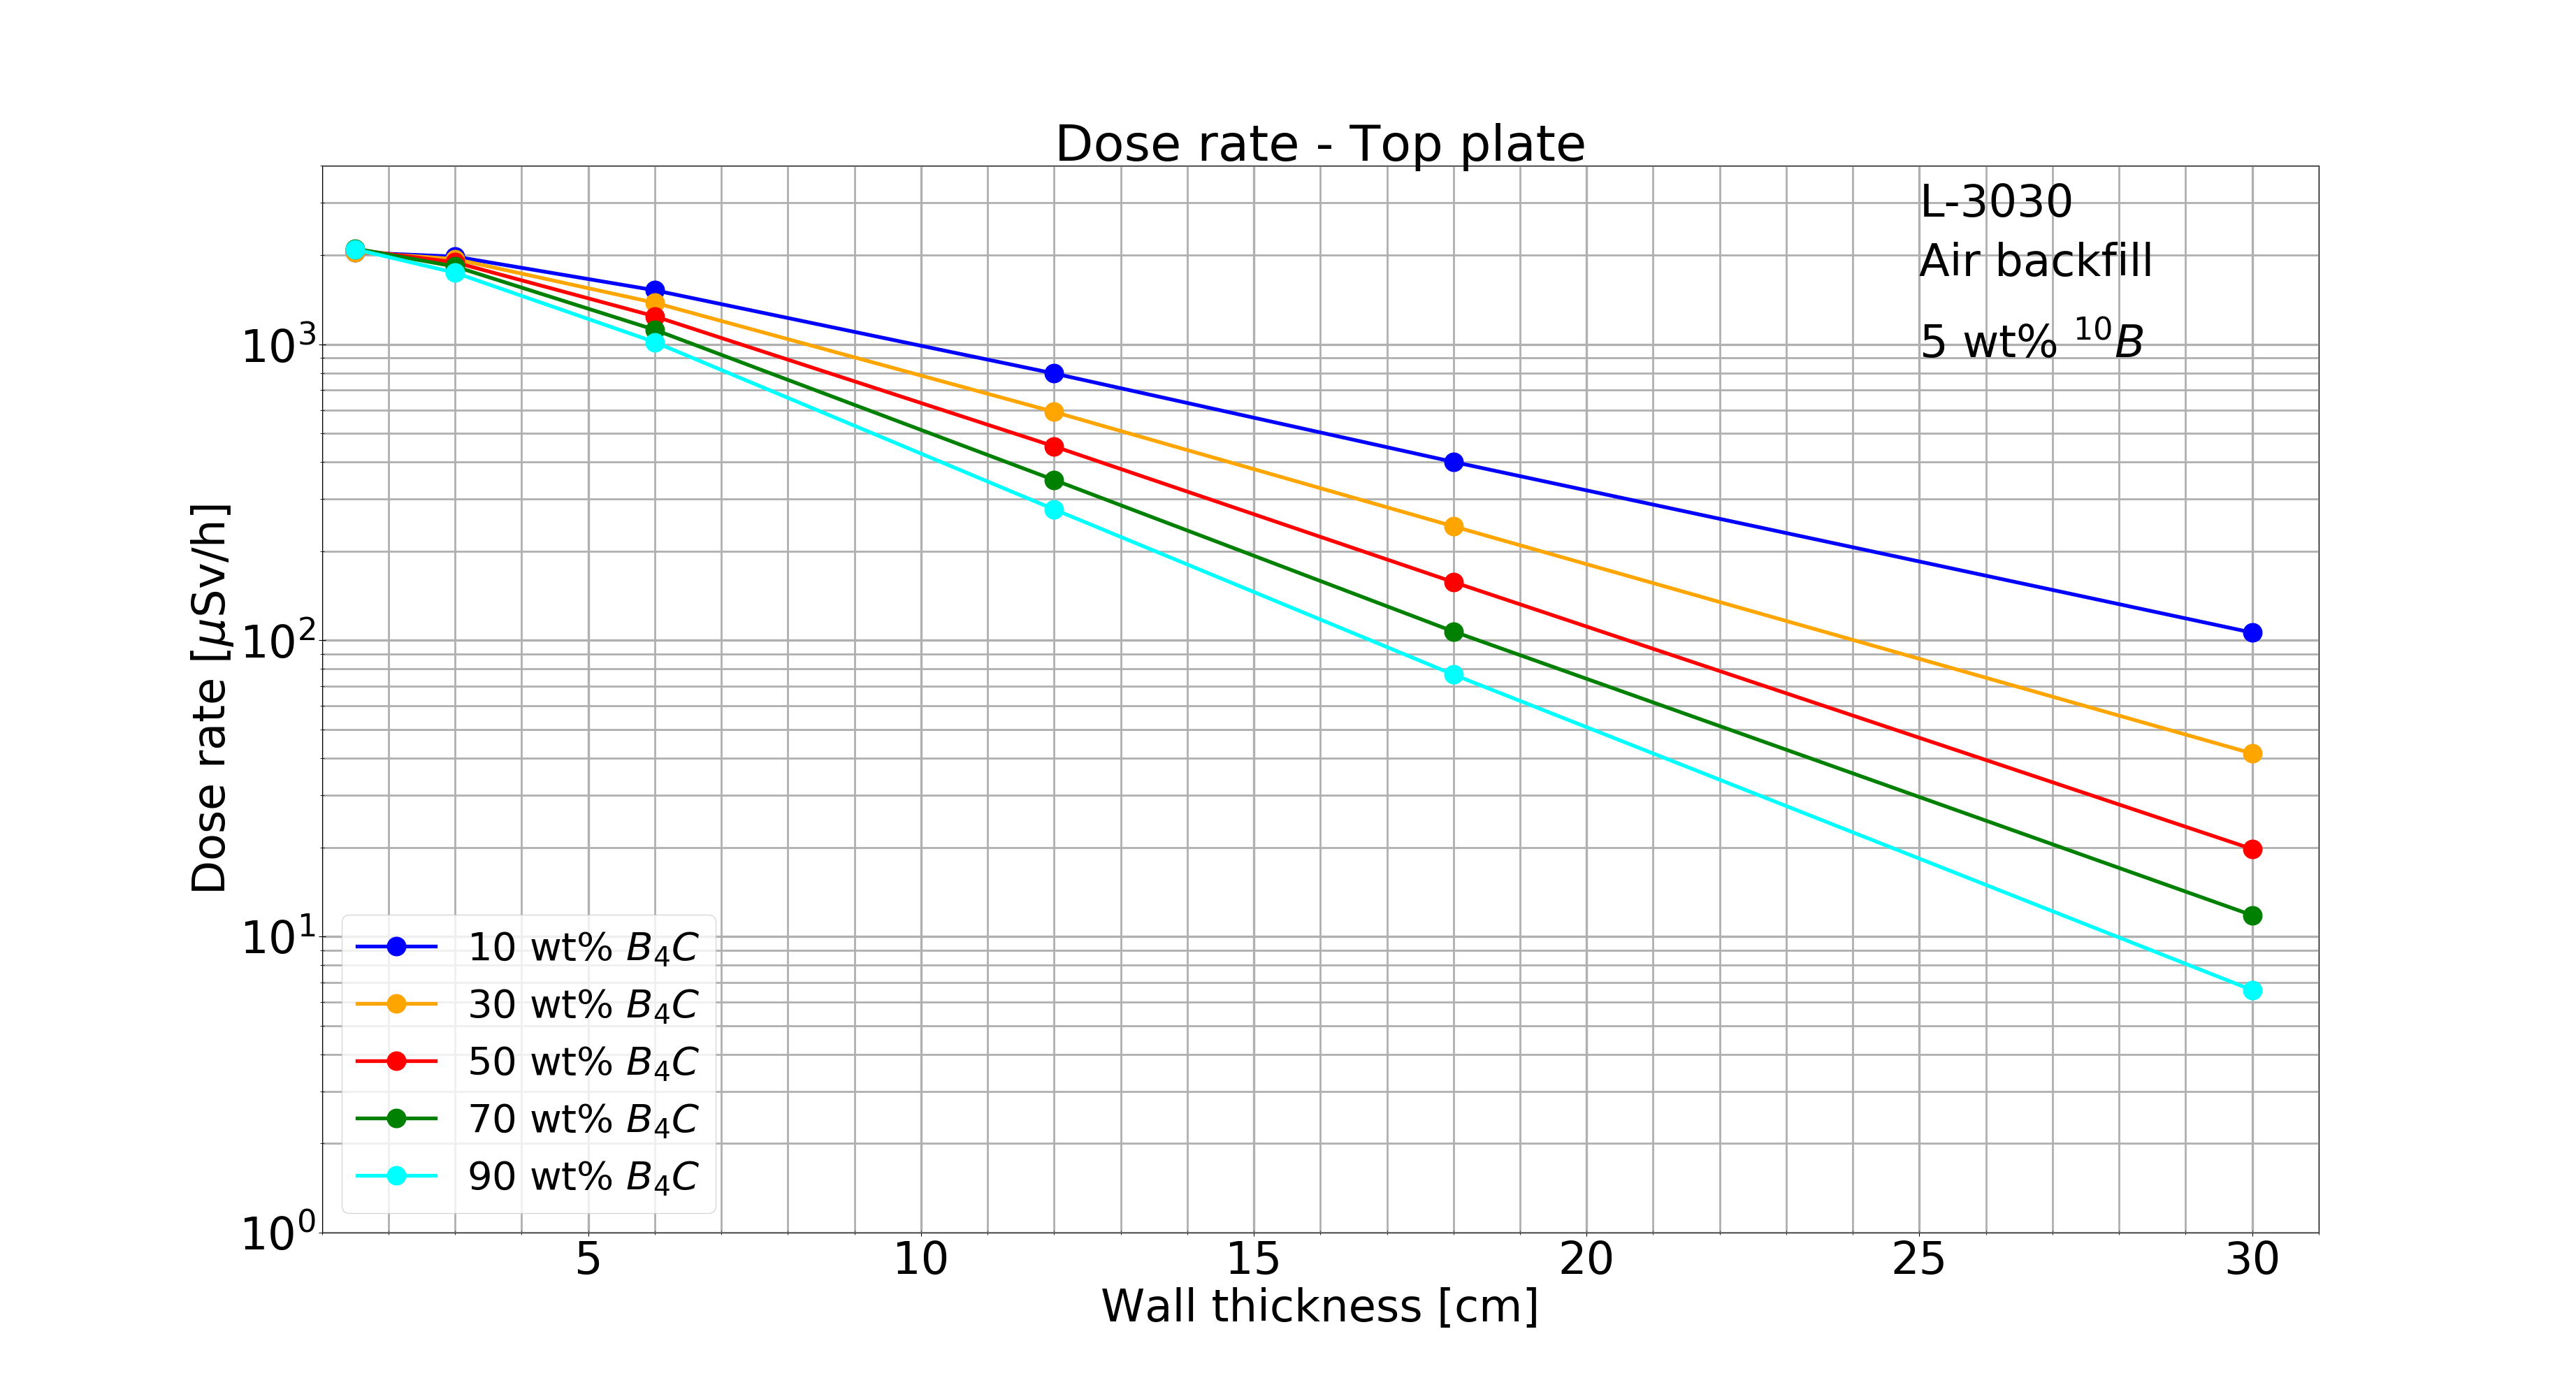 Dose rate - Top plate
L-3030
Air backfill
5 wt% ¹⁰B
Dose rate [μSv/h]
10³
10²
10¹
10⁰
10 wt% B₄C
30 wt% B₄C
50 wt% B₄C
70 wt% B₄C
90 wt% B₄C
5 10 15 20 25 30
Wall thickness [cm]